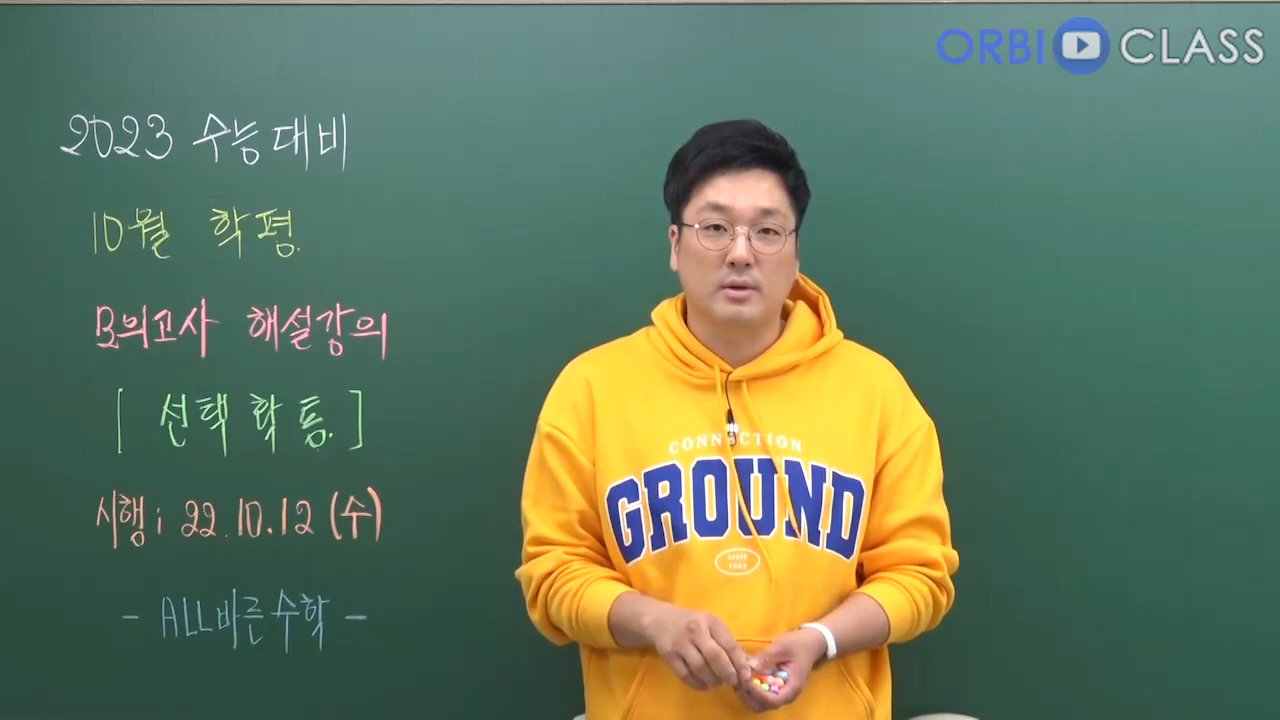 ORBI CLASS
2023 수능대비
10월 학평
모의고사 해설강의
[ 선택 확통. ]
시행 : 22.10.12 (수)
- ALL바른수학 -
CONNECTION
GROUND